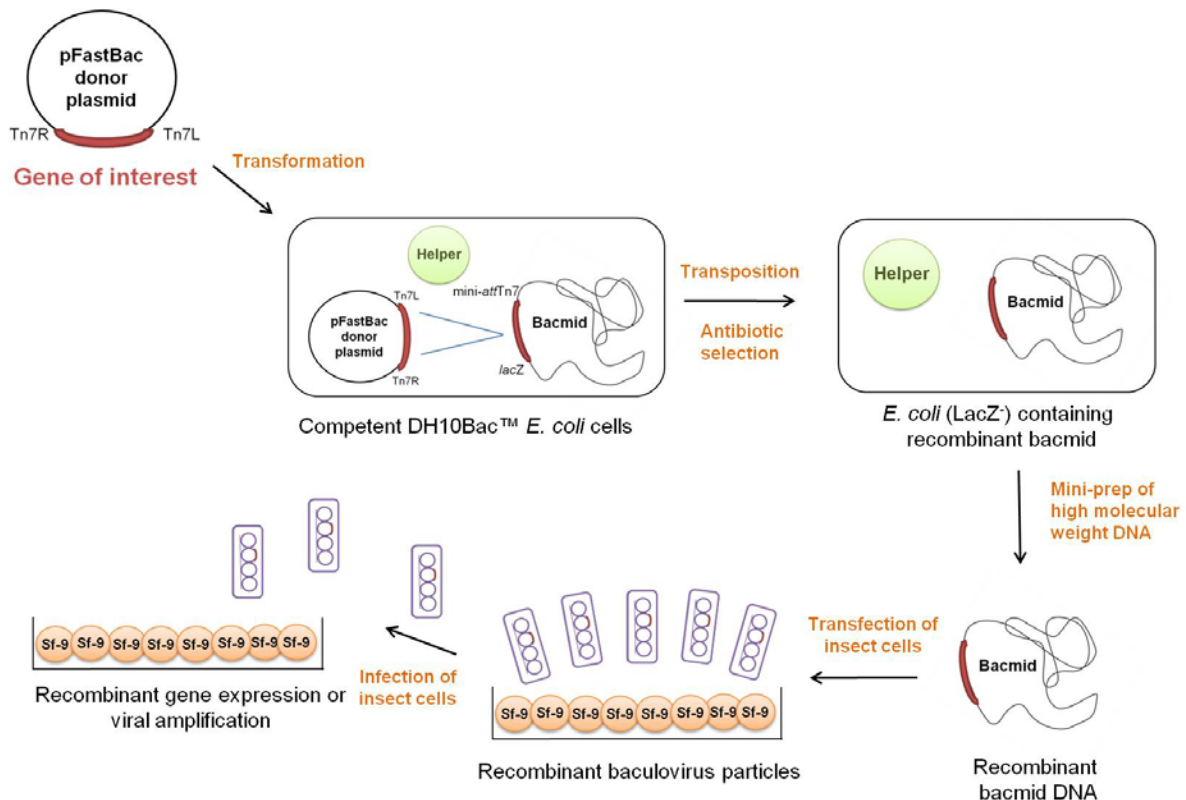 pFastBac
donor
plasmid
Tn7R
Tn7L
Gene of interest
Transformation
Helper
Tn7L
mini-attTn7
pFastBac
donor
plasmid
Bacmid
Tn7R
lacZ
Competent DH10Bac™ E. coli cells
Transposition
Antibiotic
selection
Helper
Bacmid
E. coli (LacZ-) containing
recombinant bacmid
Mini-prep of
high molecular
weight DNA
Bacmid
Recombinant
bacmid DNA
Transfection of
insect cells
Sf-9 Sf-9 Sf-9 Sf-9 Sf-9 Sf-9 Sf-9 Sf-9
Recombinant baculovirus particles
Infection of
insect cells
Sf-9 Sf-9 Sf-9 Sf-9 Sf-9 Sf-9 Sf-9 Sf-9
Recombinant gene expression or
viral amplification